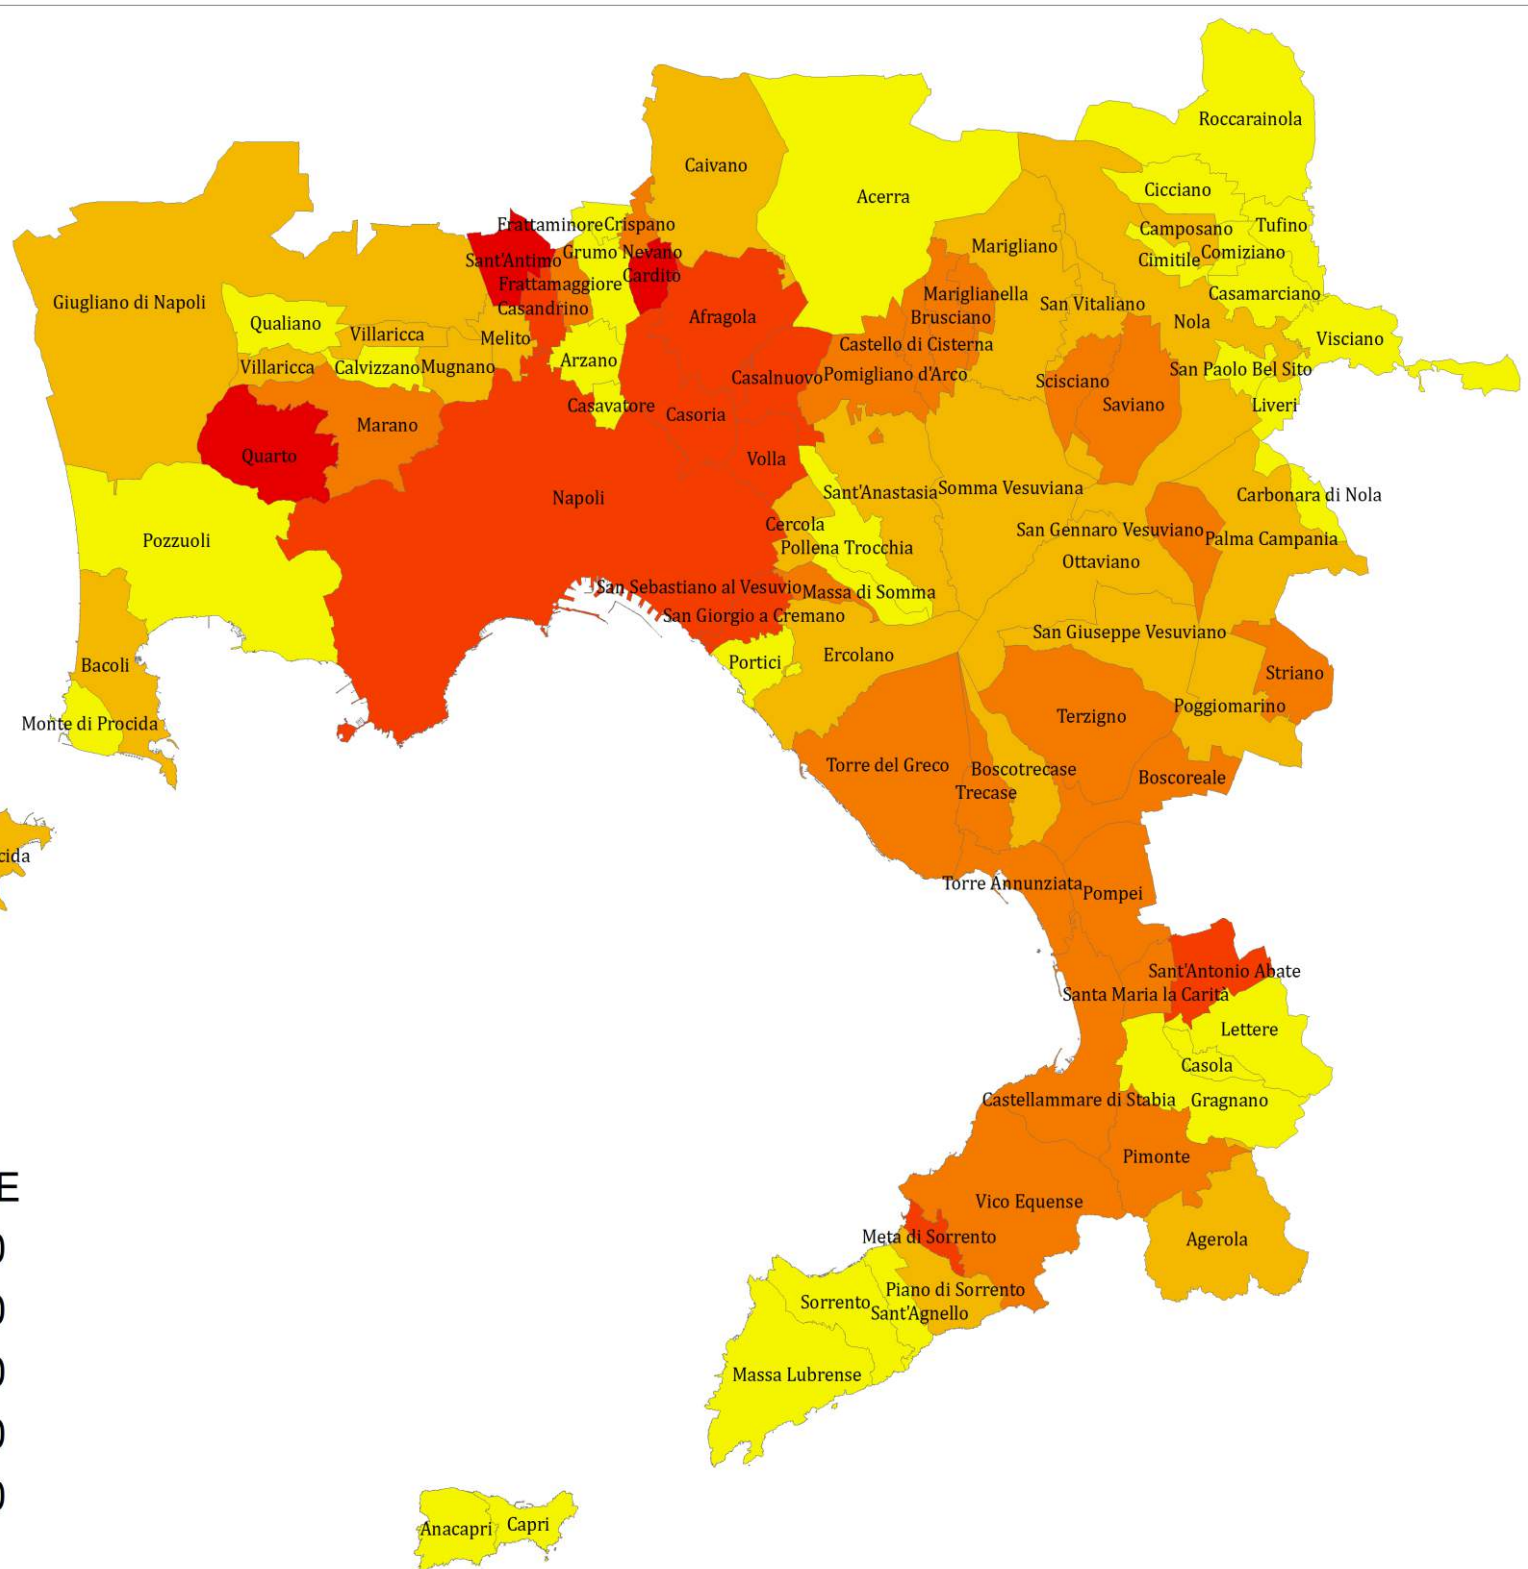 Roccarainola
Caivano
Cicciano
Acerra
Frattaminore
Crispano
Camposano
Tufino
Marigliano
Grumo Nevano
Comiziano
Sant'Antimo
Cimitile
Cardito
Frattamaggiore
Mariglianella
Casamarciano
Giugliano di Napoli
San Vitaliano
Casandrino
Afragola
Brusciano
Nola
Qualiano
Villaricca
Melito
Visciano
Castello di Cisterna
Arzano
Villaricca
Calvizzano
Mugnano
San Paolo Bel Sito
Casalnuovo
Pomigliano d'Arco
Scisciano
Casavatore
Saviano
Liveri
Casoria
Marano
Quarto
Volla
Sant'Anastasia
Somma Vesuviana
Carbonara di Nola
Napoli
Cercola
San Gennaro Vesuviano
Palma Campania
Pozzuoli
Pollena Trocchia
Ottaviano
San Sebastiano al Vesuvio
Massa di Somma
San Giorgio a Cremano
San Giuseppe Vesuviano
Bacoli
Portici
Ercolano
Striano
Poggiomarino
Monte di Procida
Terzigno
Torre del Greco
Boscotrecase
Boscoreale
Trecase
cida
Torre Annunziata
Pompei
Sant'Antonio Abate
Santa Maria la Carità
Lettere
Casola
Castellammare di Stabia
Gragnano
Pimonte
E
Vico Equense
Meta di Sorrento
Agerola
0
Piano di Sorrento
Sorrento
Sant'Agnello
0
Massa Lubrense
0
0
0
Anacapri
Capri